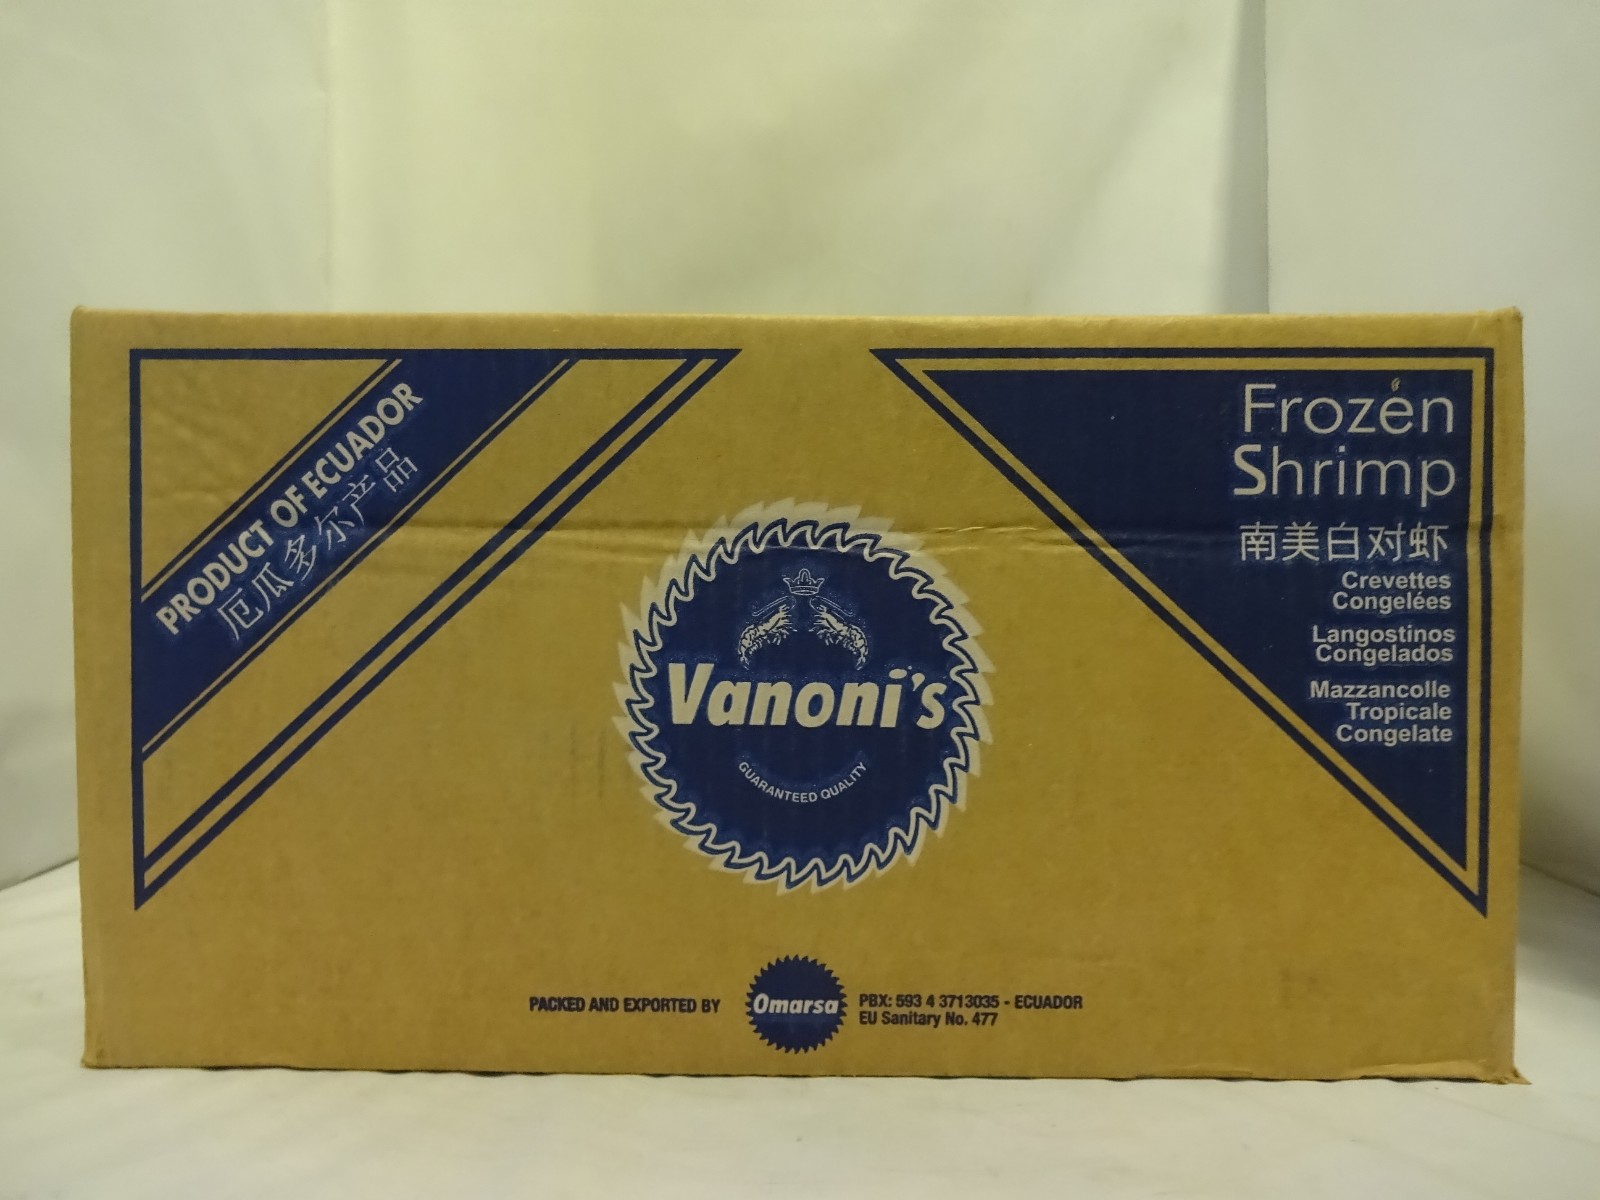 PRODUCT OF ECUADOR
厄瓜多尔产品
Frozen
Shrimp
南美白对虾
Crevettes
Congelées
Langostinos
Congelados
Mazzancolle
Tropicale
Congelate
Vanoni's
GUARANTEED QUALITY
PACKED AND EXPORTED BY
Omarsa
PBX: 593 4 3713035 - ECUADOR
EU Sanitary No. 477